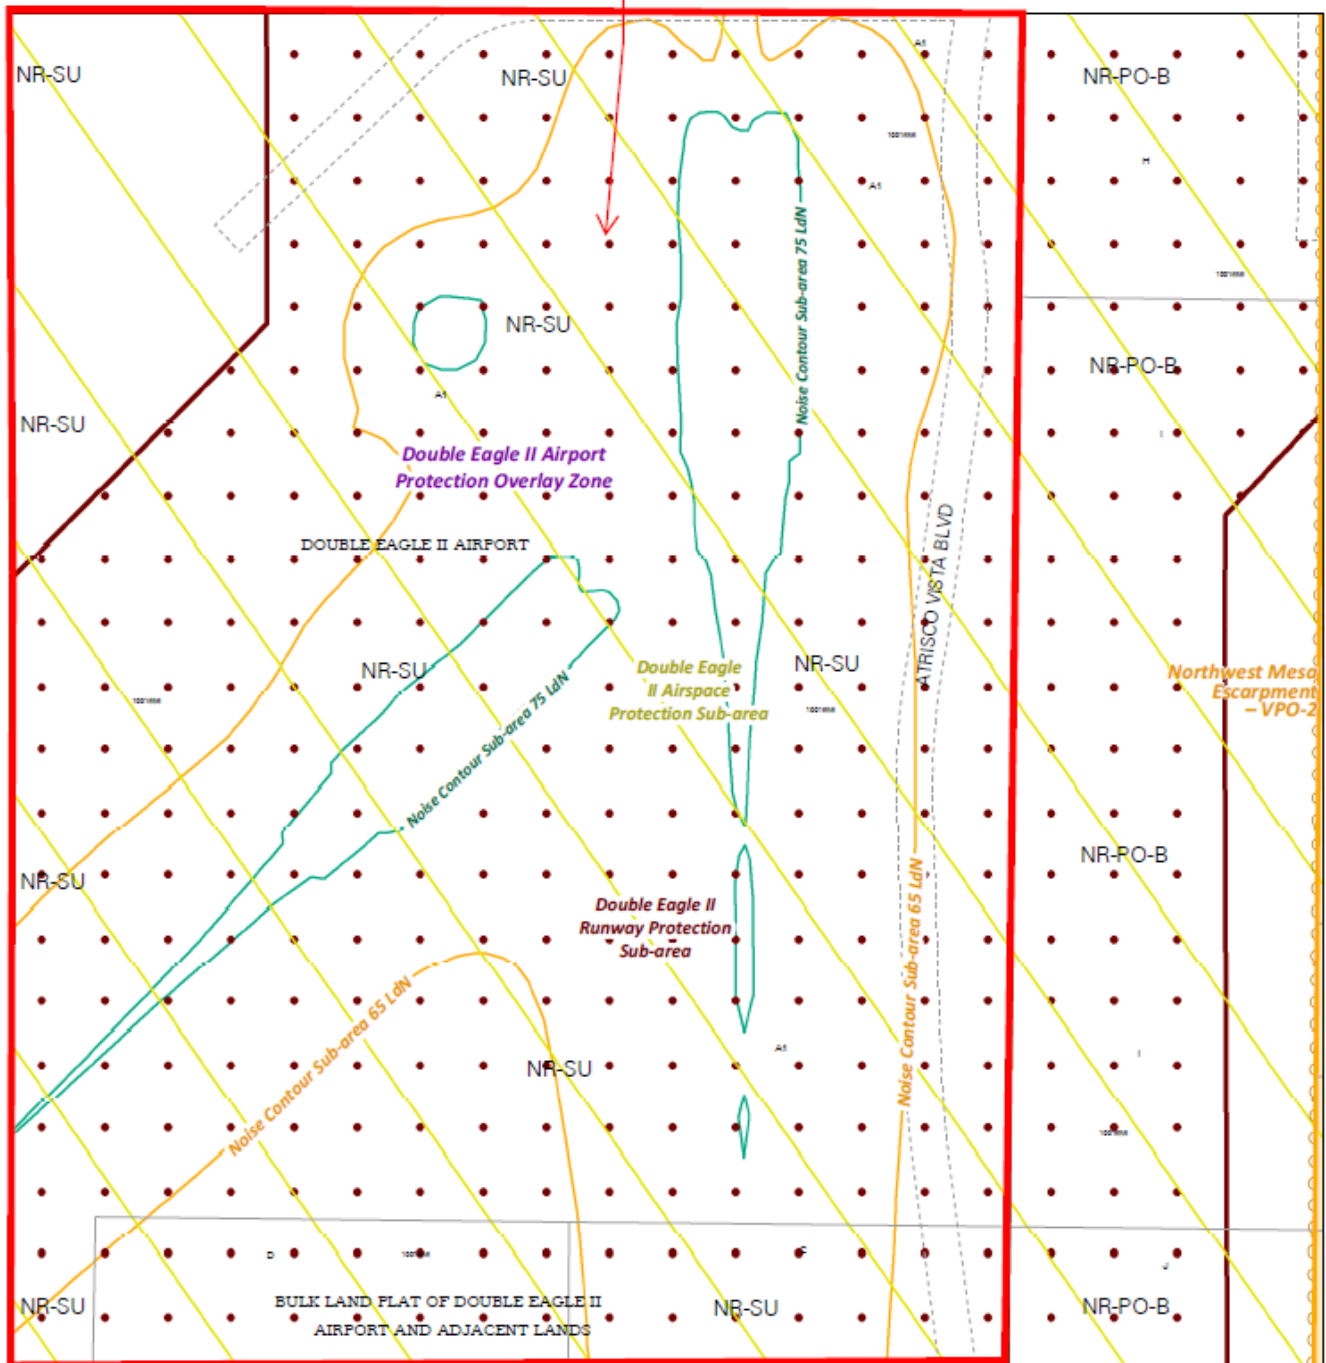 A1
NR-SU
NR-SU
NR-PO-B
H
A1
NR-SU
NR-PO-B
A1
NR-SU
Noise Contour Sub-area 75 LdN
Double Eagle II Airport
Protection Overlay Zone
DOUBLE EAGLE II AIRPORT
ATRISCO VISTA BLVD
NR-SU
NR-SU
Double Eagle
II Airspace
Protection Sub-area
Northwest Mesa
Escarpment
– VPO-2
Noise Contour Sub-area 75 LdN
NR-SU
NR-PO-B
Double Eagle II
Runway Protection
Sub-area
Noise Contour Sub-area 65 LdN
Noise Contour Sub-area 65 LdN
A1
NR-SU
D
BULK LAND PLAT OF DOUBLE EAGLE II
AIRPORT AND ADJACENT LANDS
NR-SU
NR-SU
NR-PO-B